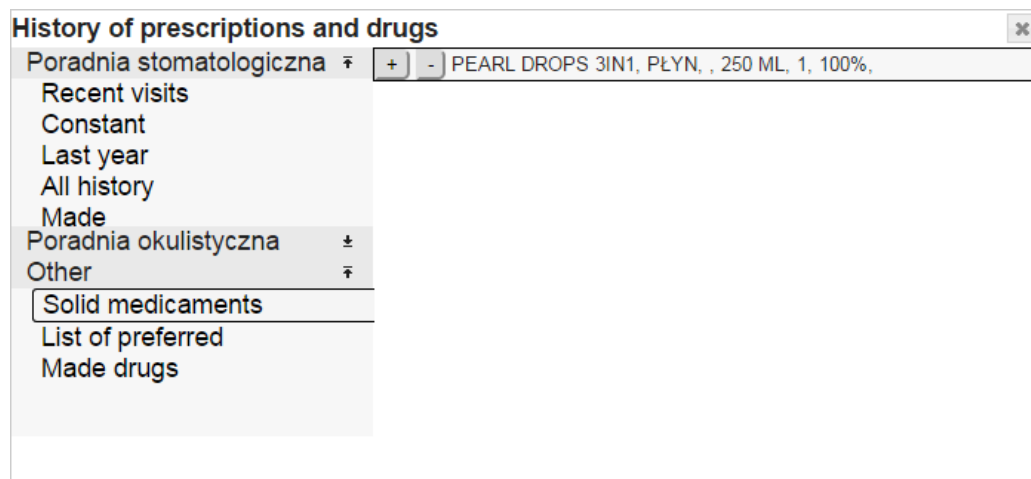 History of prescriptions and drugs
Poradnia stomatologiczna
+ - PEARL DROPS 3IN1, PŁYN, , 250 ML, 1, 100%,
Recent visits
Constant
Last year
All history
Made
Poradnia okulistyczna
Other
Solid medicaments
List of preferred
Made drugs